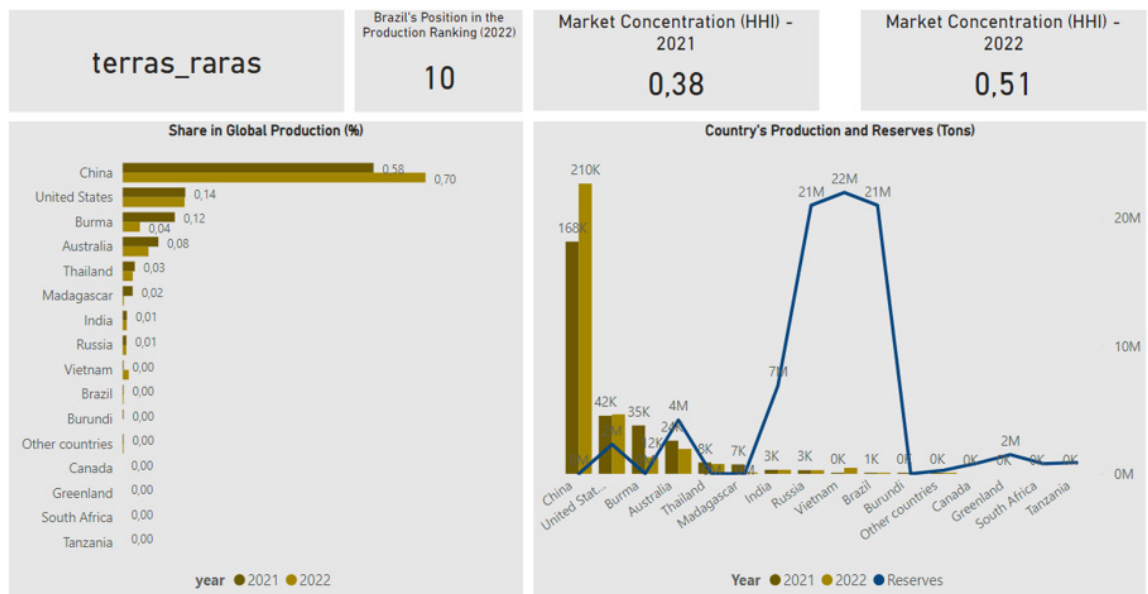 terras_raras
Brazil's Position in the
Production Ranking (2022)
10
Market Concentration (HHI) -
2021
0,38
Market Concentration (HHI) -
2022
0,51
Share in Global Production (%)
China
0,58
0,70
United States
0,14
Burma
0,12
0,04
Australia
0,08
Thailand
0,03
Madagascar
0,02
India
0,01
Russia
0,01
Vietnam
0,00
Brazil
0,00
Burundi
0,00
Other countries
0,00
Canada
0,00
Greenland
0,00
South Africa
0,00
Tanzania
0,00
year 2021 2022
Country's Production and Reserves (Tons)
210K
168K
42K
35K
24K
4M
8K
7K
7M
3K
3K
21M
22M
21M
0K
1K
0K
0K
0K
2M
0K
0K
0K
20M
10M
0M
China
United Stat...
Burma
Australia
Thailand
Madagascar
India
Russia
Vietnam
Brazil
Burundi
Other countries
Canada
Greenland
South Africa
Tanzania
Year 2021 2022 Reserves